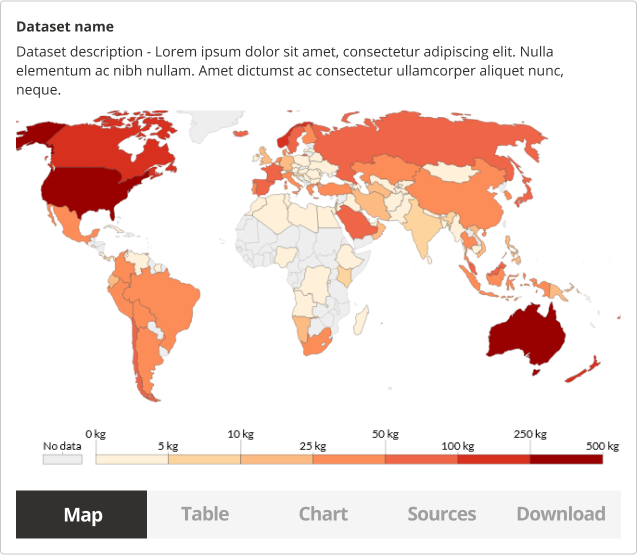 Dataset name
Dataset description - Lorem ipsum dolor sit amet, consectetur adipiscing elit. Nulla
elementum ac nibh nullam. Amet dictumst ac consectetur ullamcorper aliquet nunc,
neque.
0 kg 10 kg 50 kg 250 kg
No data 5 kg 25 kg 100 kg 500 kg
Map Table Chart Sources Download